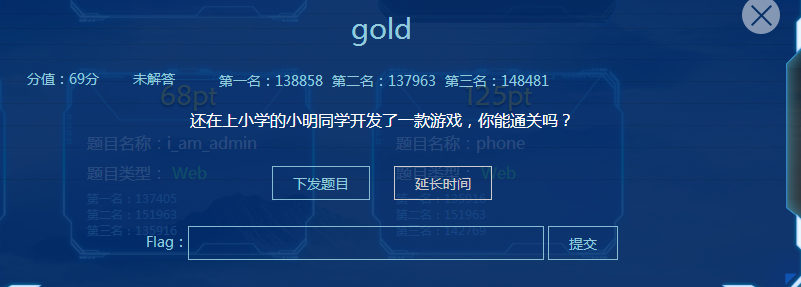 gold
分值：69分 未解答 第一名：138858 第二名：137963 第三名：148481
68pt 125pt
还在上小学的小明同学开发了一款游戏，你能通关吗？
题目名称：i_am_admin 题目名称：phone
题目类型： Web 题目类型： Web
下发题目 延长时间
第一名：137405 第一名：135916
第二名：151963 第二名：151963
第三名：135916 第三名：142769
Flag： 提交